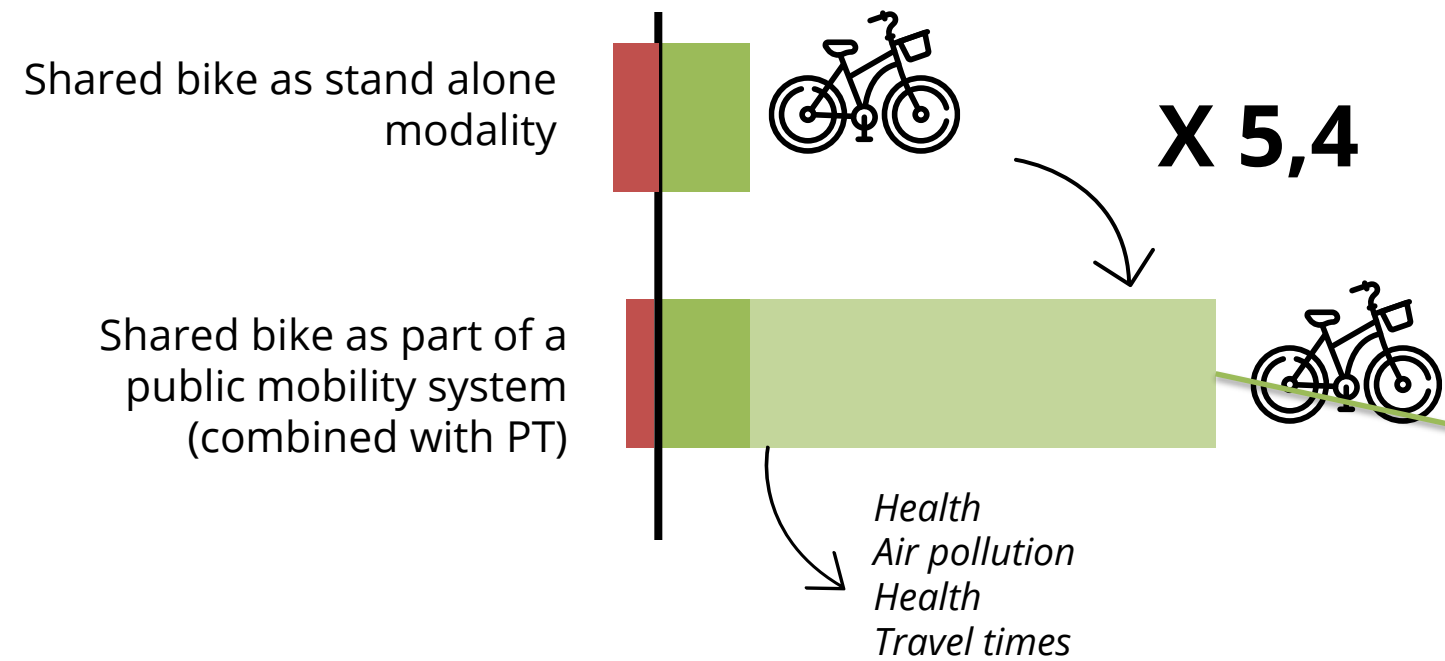 Shared bike as stand alone
modality
X 5,4
Shared bike as part of a
public mobility system
(combined with PT)
Health
Air pollution
Health
Travel times